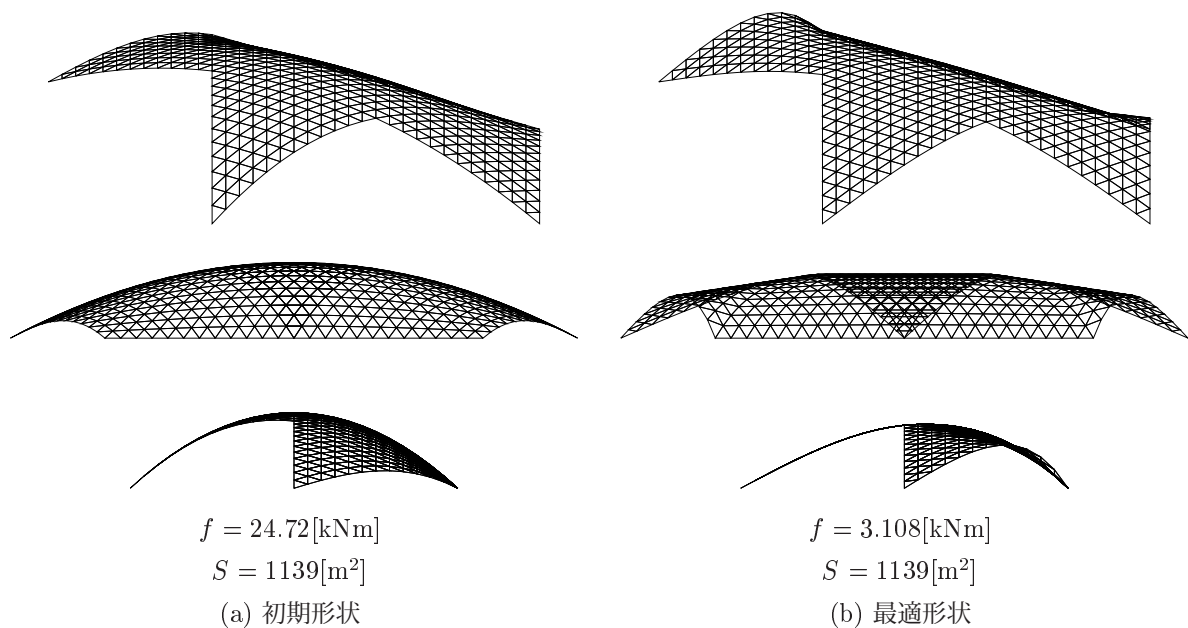 f = 24.72[kNm]
S = 1139[m²]
(a) 初期形状
f = 3.108[kNm]
S = 1139[m²]
(b) 最適形状